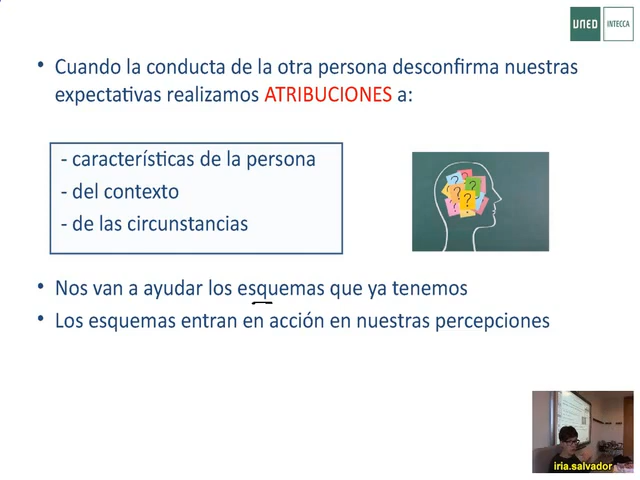 UNED INTECCA
• Cuando la conducta de la otra persona desconfirma nuestras
expectativas realizamos ATRIBUCIONES a:
- características de la persona
- del contexto
- de las circunstancias
? ? ? ? ? ?
• Nos van a ayudar los esquemas que ya tenemos
• Los esquemas entran en acción en nuestras percepciones
iria.salvador